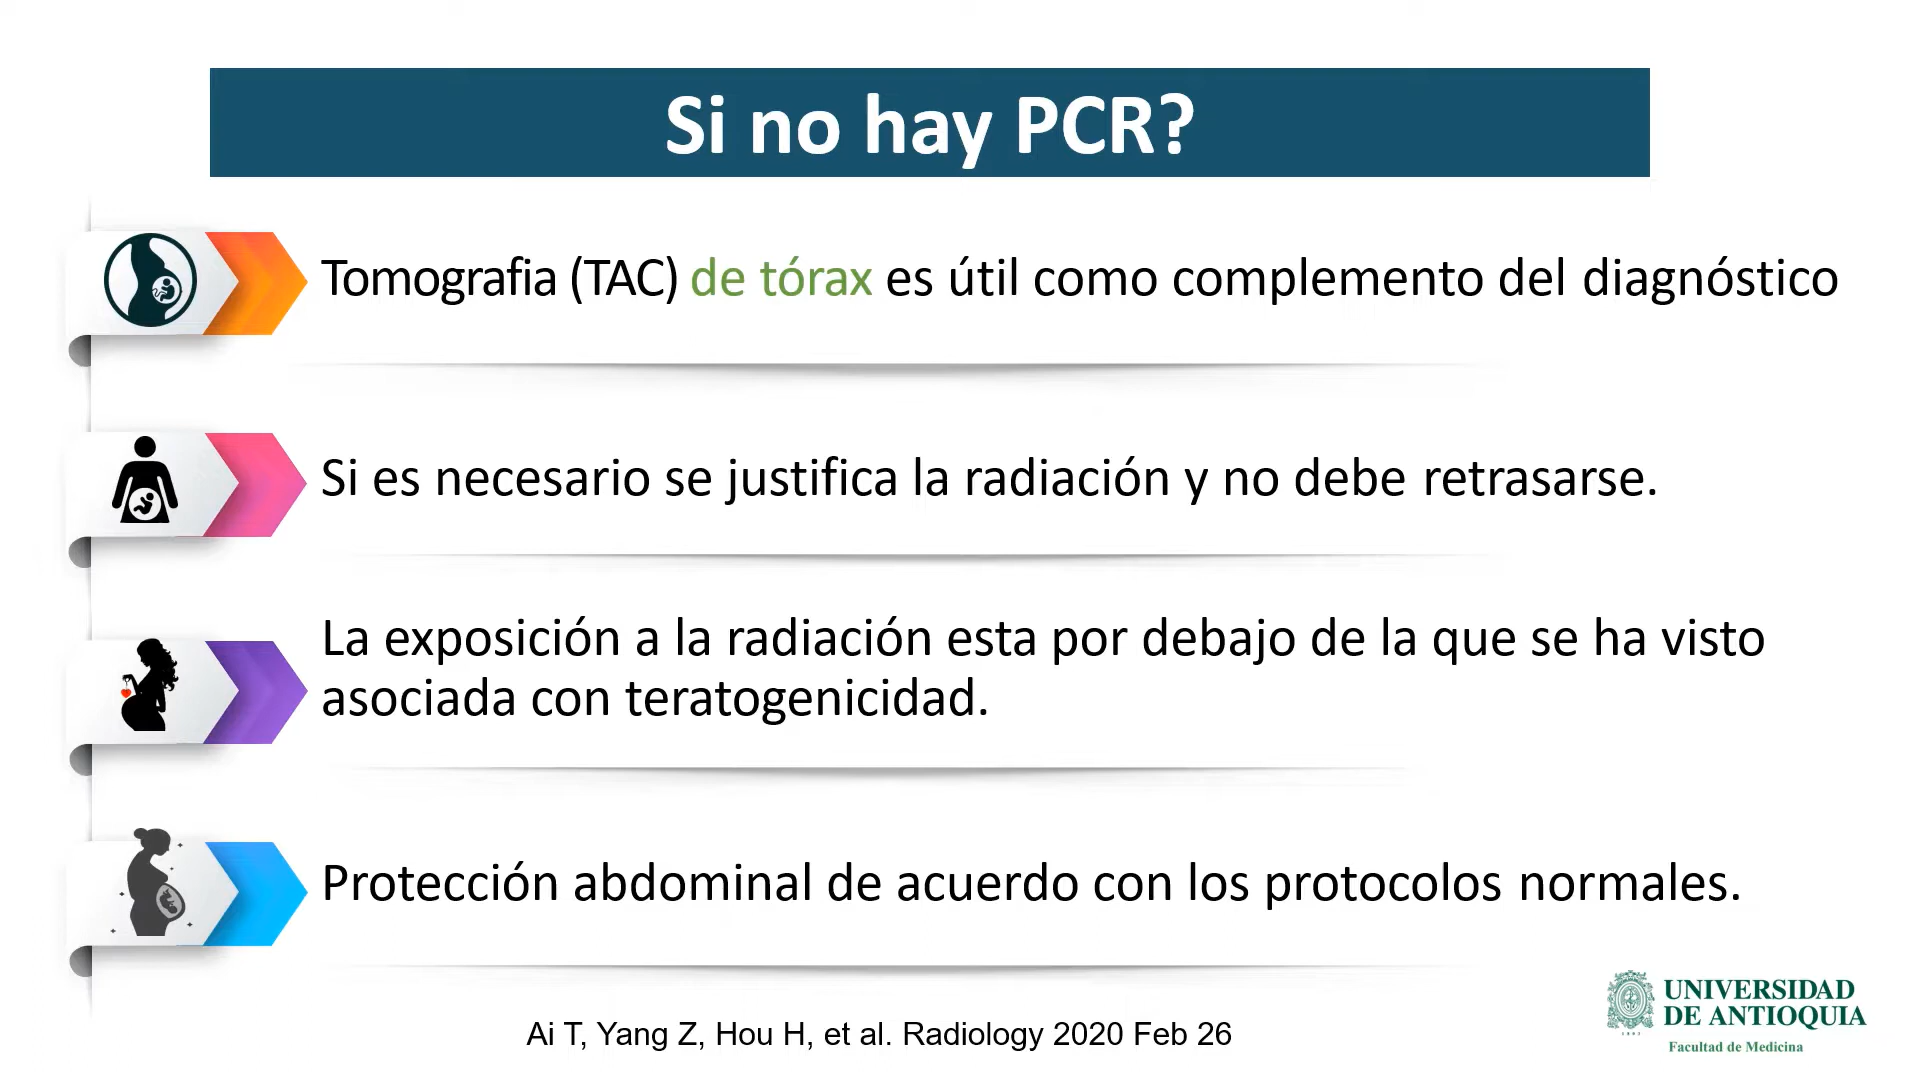 Si no hay PCR?
Tomografia (TAC) de tórax es útil como complemento del diagnóstico
Si es necesario se justifica la radiación y no debe retrasarse.
La exposición a la radiación esta por debajo de la que se ha visto
asociada con teratogenicidad.
Protección abdominal de acuerdo con los protocolos normales.
Ai T, Yang Z, Hou H, et al. Radiology 2020 Feb 26
UNIVERSIDAD
DE ANTIOQUIA
1803
Facultad de Medicina